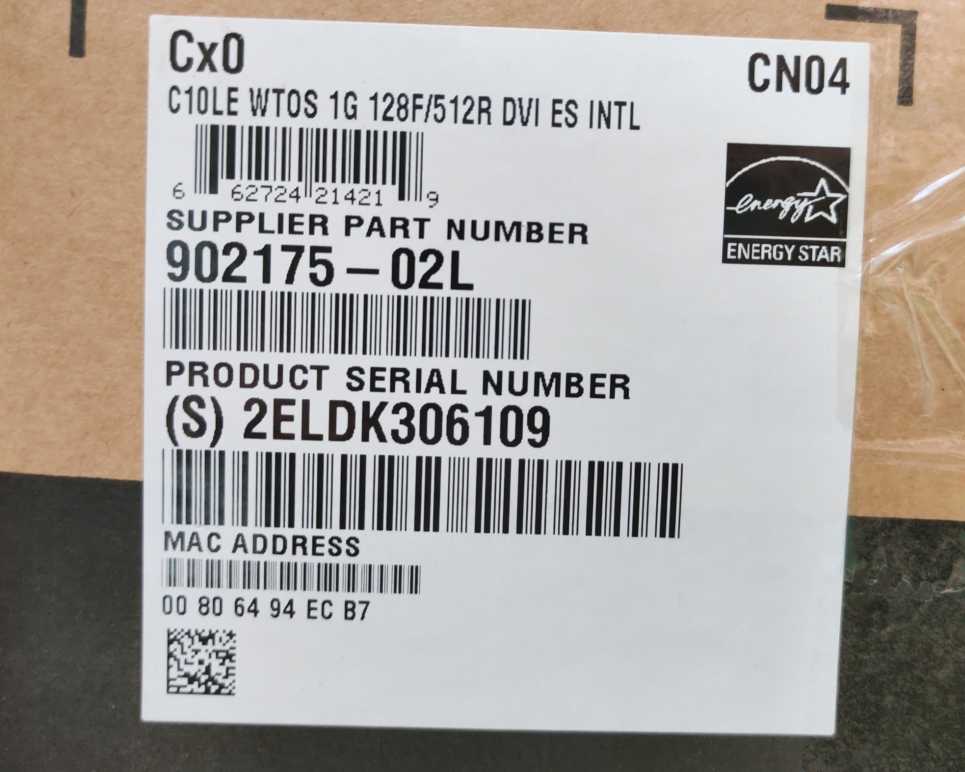 Cx0
CN04
C10LE WTOS 1G 128F/512R DVI ES INTL
6 62724 21421 9
energy
ENERGY STAR
SUPPLIER PART NUMBER
902175-02L
PRODUCT SERIAL NUMBER
(S) 2ELDK306109
MAC ADDRESS
00 80 64 94 EC B7